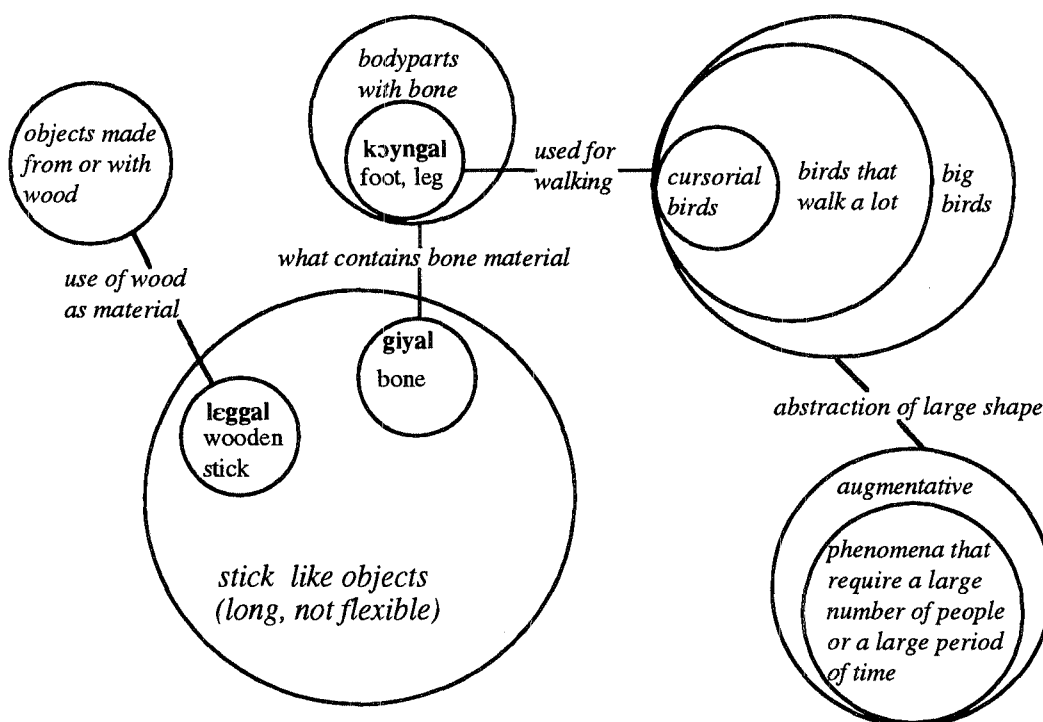 objects made
from or with
wood
use of wood
as material
bodyparts
with bone
kɔyngal
foot, leg
used for
walking
cursorial
birds
birds that
walk a lot
big
birds
what contains bone material
giyal
bone
lɛggal
wooden
stick
stick like objects
(long, not flexible)
abstraction of large shape
augmentative
phenomena that
require a large
number of people
or a large period
of time